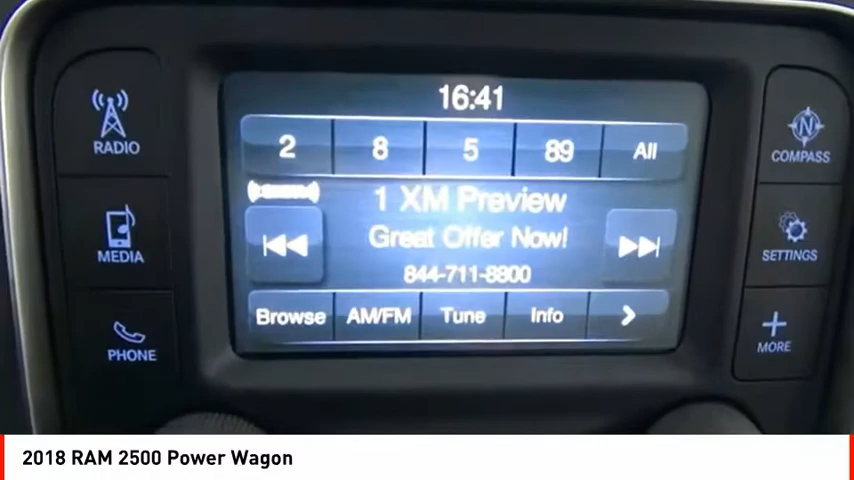 16:41
2 8 5 89 All
RADIO
COMPASS
1 XM Preview
Great Offer Now!
844-711-8800
MEDIA
SETTINGS
Browse AM/FM Tune Info
PHONE
MORE
2018 RAM 2500 Power Wagon